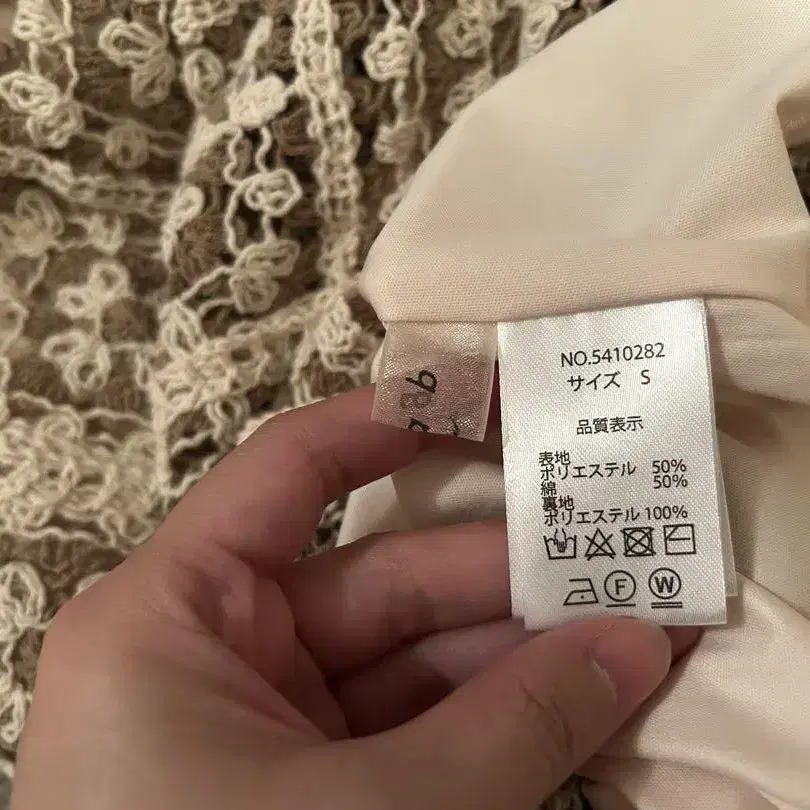 NO.5410282
サイズ S
品質表示
表地
ポリエステル 50%
綿 50%
裏地
ポリエステル 100%
F
W